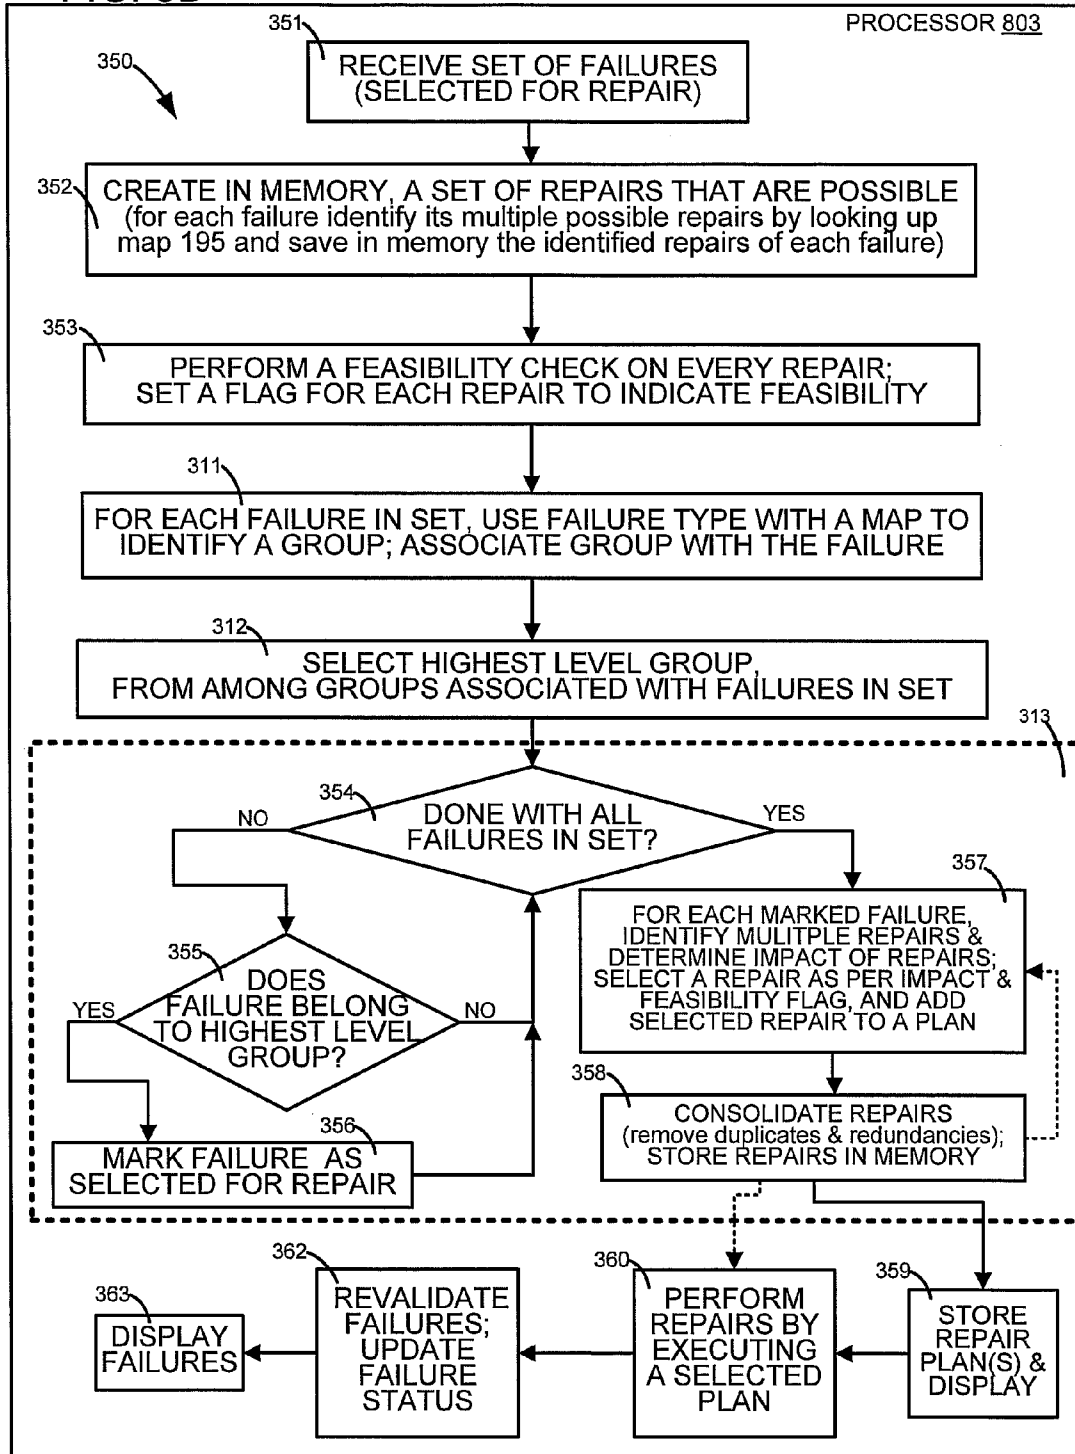 PROCESSOR 803
351
350
RECEIVE SET OF FAILURES
(SELECTED FOR REPAIR)
352
CREATE IN MEMORY, A SET OF REPAIRS THAT ARE POSSIBLE
(for each failure identify its multiple possible repairs by looking up
map 195 and save in memory the identified repairs of each failure)
353
PERFORM A FEASIBILITY CHECK ON EVERY REPAIR;
SET A FLAG FOR EACH REPAIR TO INDICATE FEASIBILITY
311
FOR EACH FAILURE IN SET, USE FAILURE TYPE WITH A MAP TO
IDENTIFY A GROUP; ASSOCIATE GROUP WITH THE FAILURE
312
SELECT HIGHEST LEVEL GROUP,
FROM AMONG GROUPS ASSOCIATED WITH FAILURES IN SET
313
354
DONE WITH ALL
FAILURES IN SET?
NO
YES
355
DOES
FAILURE BELONG
TO HIGHEST LEVEL
GROUP?
YES
NO
356
MARK FAILURE AS
SELECTED FOR REPAIR
357
FOR EACH MARKED FAILURE,
IDENTIFY MULITPLE REPAIRS &
DETERMINE IMPACT OF REPAIRS;
SELECT A REPAIR AS PER IMPACT &
FEASIBILITY FLAG, AND ADD
SELECTED REPAIR TO A PLAN
358
CONSOLIDATE REPAIRS
(remove duplicates & redundancies);
STORE REPAIRS IN MEMORY
359
STORE
REPAIR
PLAN(S) &
DISPLAY
360
PERFORM
REPAIRS BY
EXECUTING
A SELECTED
PLAN
362
REVALIDATE
FAILURES;
UPDATE
FAILURE
STATUS
363
DISPLAY
FAILURES